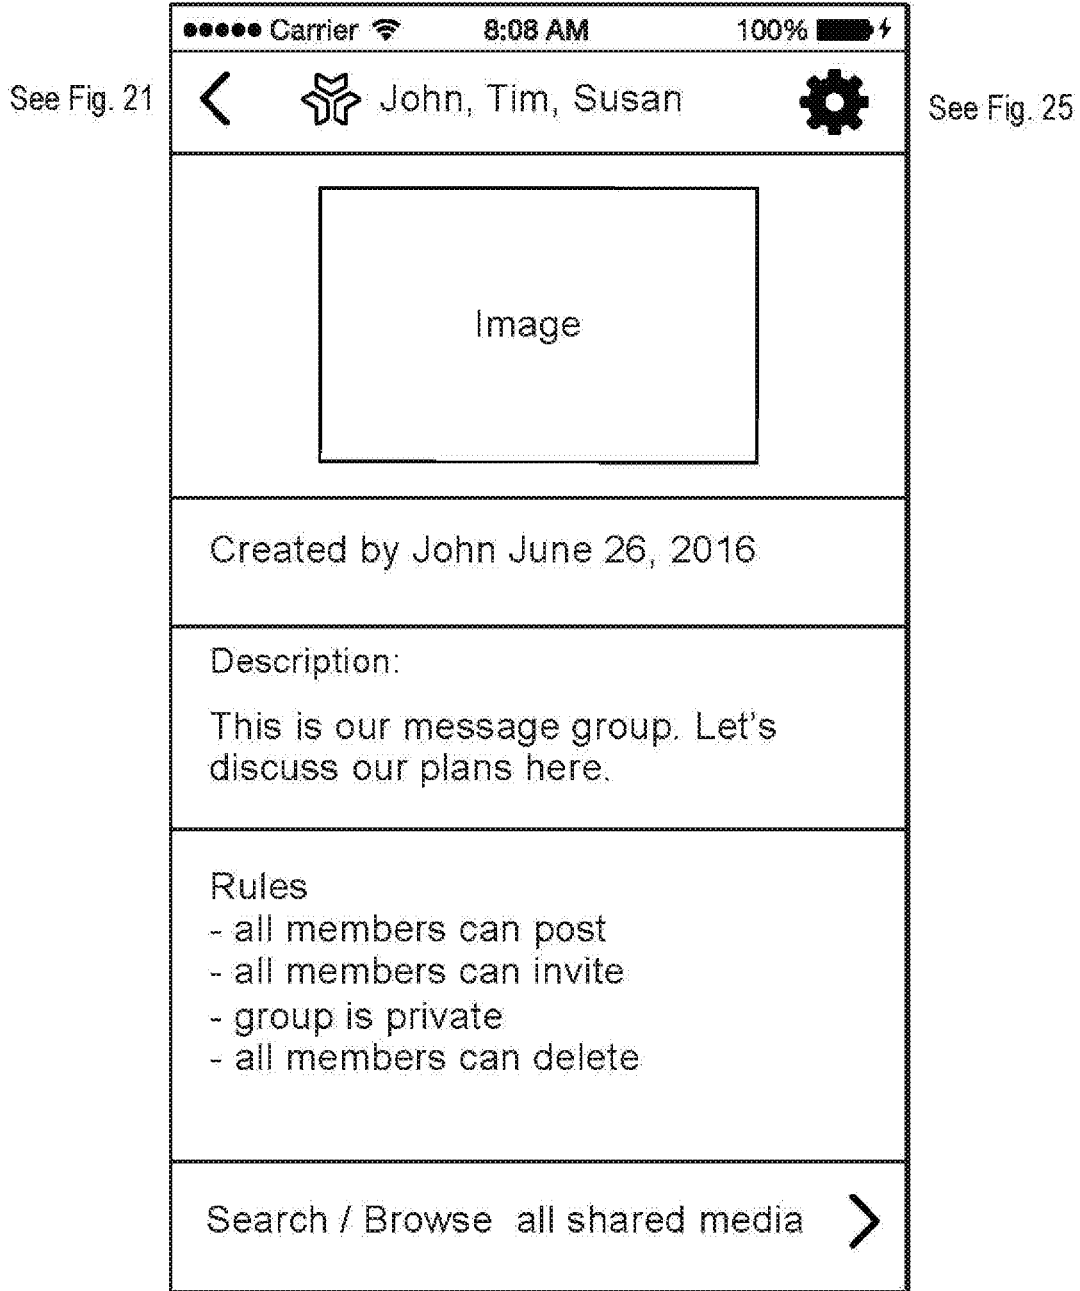 Carrier 8:08 AM 100%
See Fig. 21 John, Tim, Susan See Fig. 25
Image
Created by John June 26, 2016
Description:
This is our message group. Let's
discuss our plans here.
Rules
- all members can post
- all members can invite
- group is private
- all members can delete
Search / Browse all shared media